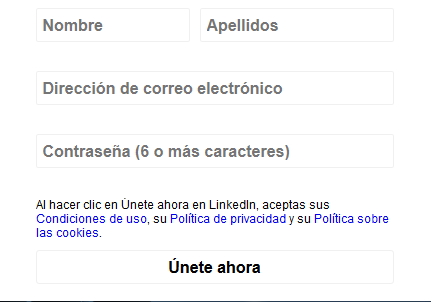 Nombre Apellidos
Dirección de correo electrónico
Contraseña (6 o más caracteres)
Al hacer clic en Únete ahora en LinkedIn, aceptas sus
Condiciones de uso, su Política de privacidad y su Política sobre
las cookies.
Únete ahora